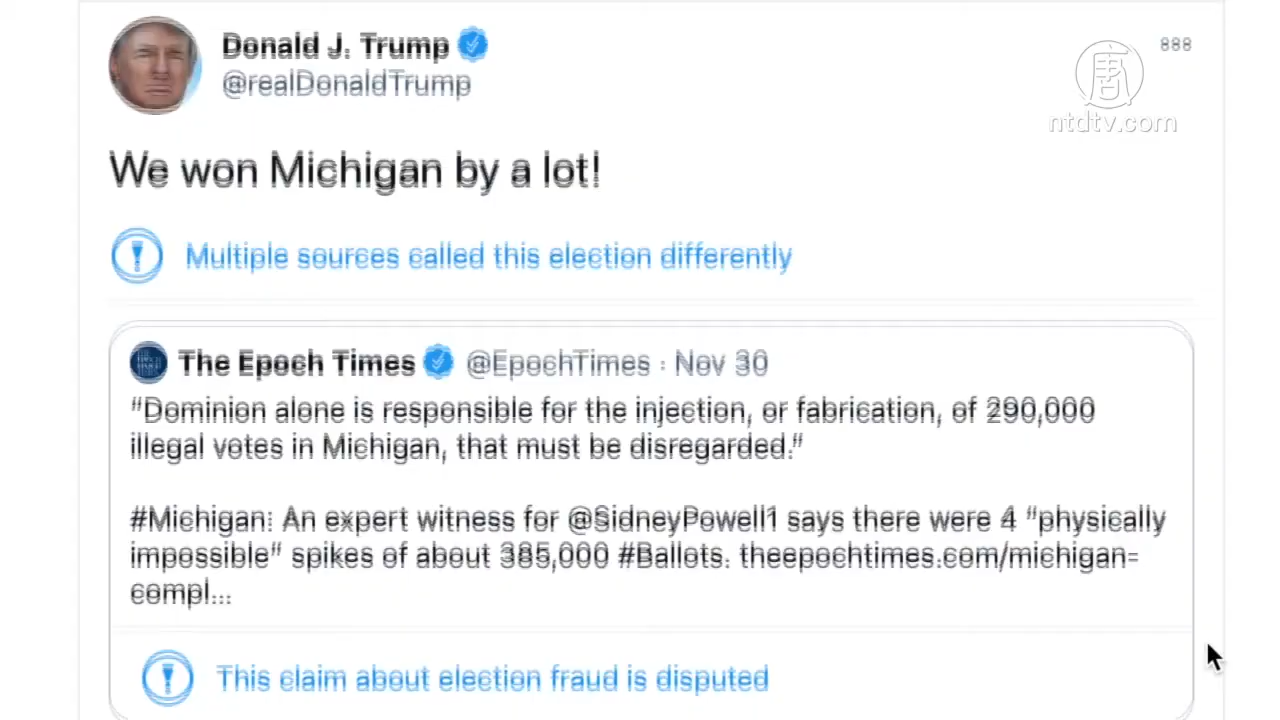 Donald J. Trump
@realDonaldTrump
唐
ntdtv.com
We won Michigan by a lot!
Multiple sources called this election differently
The Epoch Times @EpochTimes · Nov 30
“Dominion alone is responsible for the injection, or fabrication, of 290,000
illegal votes in Michigan, that must be disregarded.”
#Michigan: An expert witness for @SidneyPowell1 says there were 4 “physically
impossible” spikes of about 385,000 #Ballots. theepochtimes.com/michigan-
compl...
This claim about election fraud is disputed